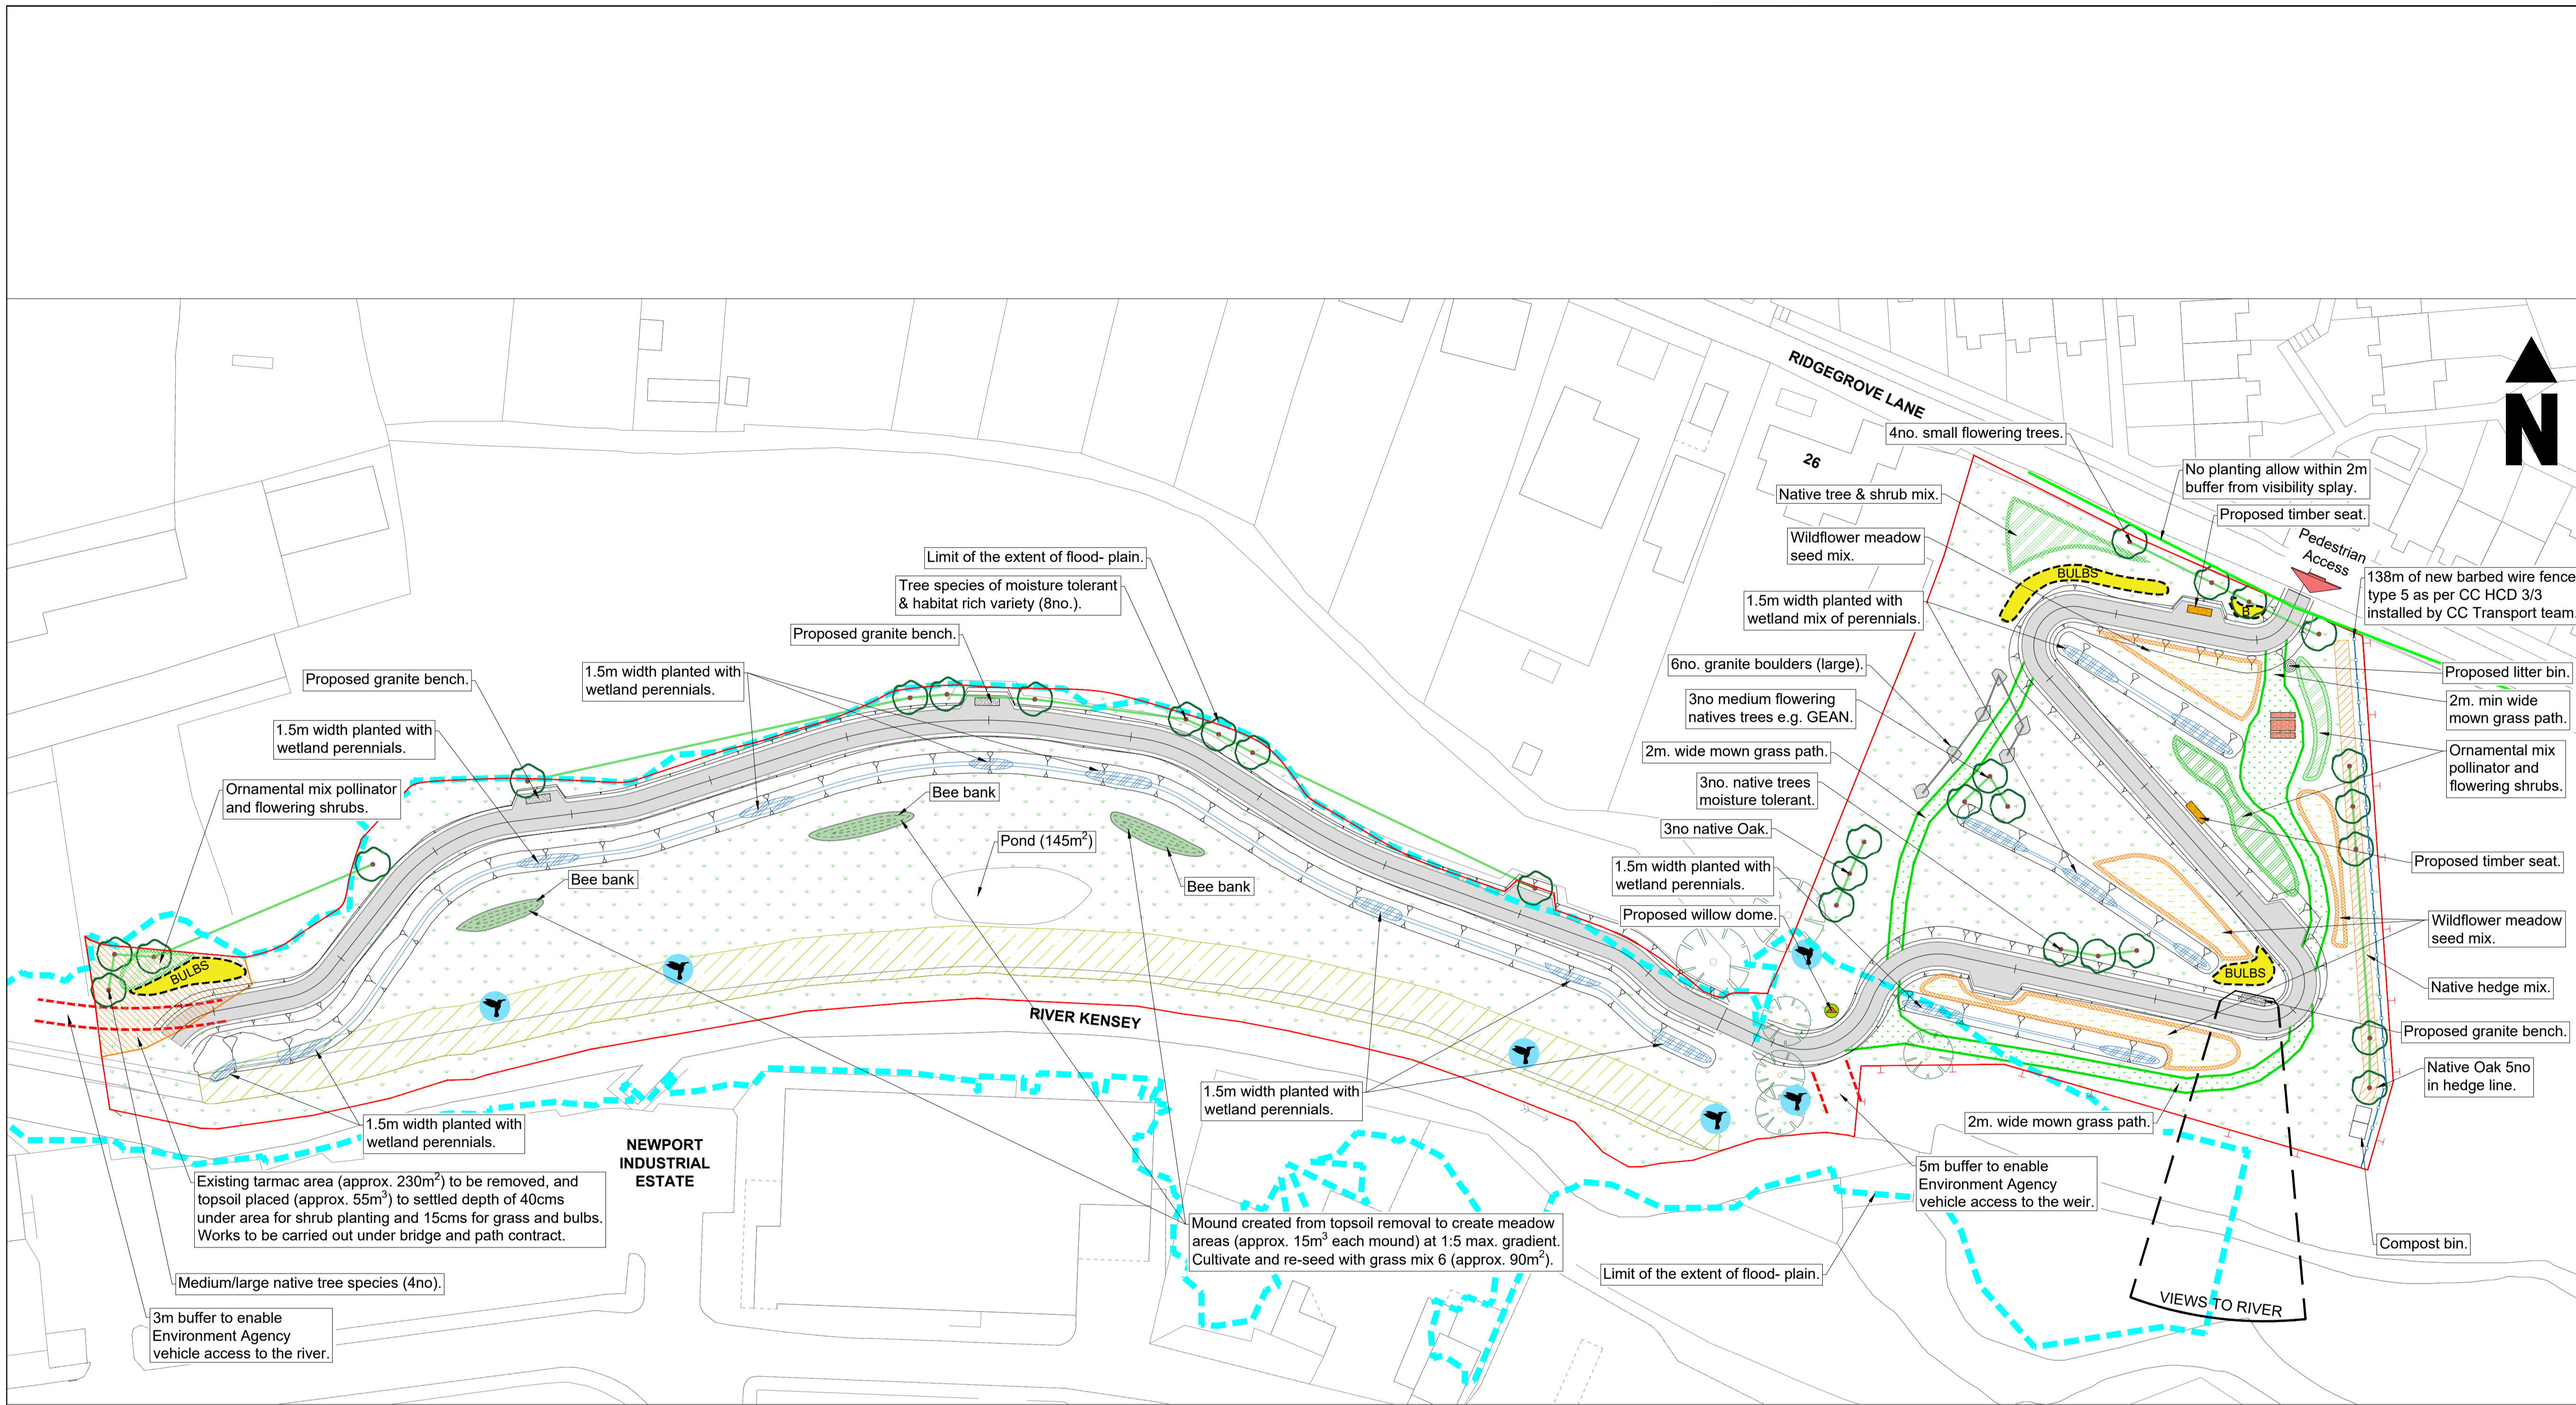 RIDGEGROVE LANE
4no. small flowering trees.
26
No planting allow within 2m
buffer from visibility splay.
Native tree & shrub mix.
Proposed timber seat.
Wildflower meadow
seed mix.
Pedestrian
Access
N
Limit of the extent of flood- plain.
Tree species of moisture tolerant
& habitat rich variety (8no.).
BULBS
138m of new barbed wire fence
type 5 as per CC HCD 3/3
installed by CC Transport team.
1.5m width planted with
wetland mix of perennials.
B
Proposed granite bench.
Proposed granite bench.
1.5m width planted with
wetland perennials.
6no. granite boulders (large).
Proposed litter bin.
1.5m width planted with
wetland perennials.
3no medium flowering
natives trees e.g. GEAN.
2m. min wide
mown grass path.
2m. wide mown grass path.
Ornamental mix
pollinator and
flowering shrubs.
Ornamental mix pollinator
and flowering shrubs.
Bee bank
3no. native trees
moisture tolerant.
Pond (145m²)
3no native Oak.
Proposed timber seat.
Bee bank
Bee bank
1.5m width planted with
wetland perennials.
Proposed willow dome.
Wildflower meadow
seed mix.
BULBS
BULBS
Native hedge mix.
RIVER KENSEY
Proposed granite bench.
Native Oak 5no
in hedge line.
1.5m width planted with
wetland perennials.
1.5m width planted with
wetland perennials.
2m. wide mown grass path.
NEWPORT
INDUSTRIAL
ESTATE
Existing tarmac area (approx. 230m²) to be removed, and
topsoil placed (approx. 55m³) to settled depth of 40cms
under area for shrub planting and 15cms for grass and bulbs.
Works to be carried out under bridge and path contract.
5m buffer to enable
Environment Agency
vehicle access to the weir.
Mound created from topsoil removal to create meadow
areas (approx. 15m³ each mound) at 1:5 max. gradient.
Cultivate and re-seed with grass mix 6 (approx. 90m²).
Compost bin.
Medium/large native tree species (4no).
Limit of the extent of flood- plain.
VIEWS TO RIVER
3m buffer to enable
Environment Agency
vehicle access to the river.